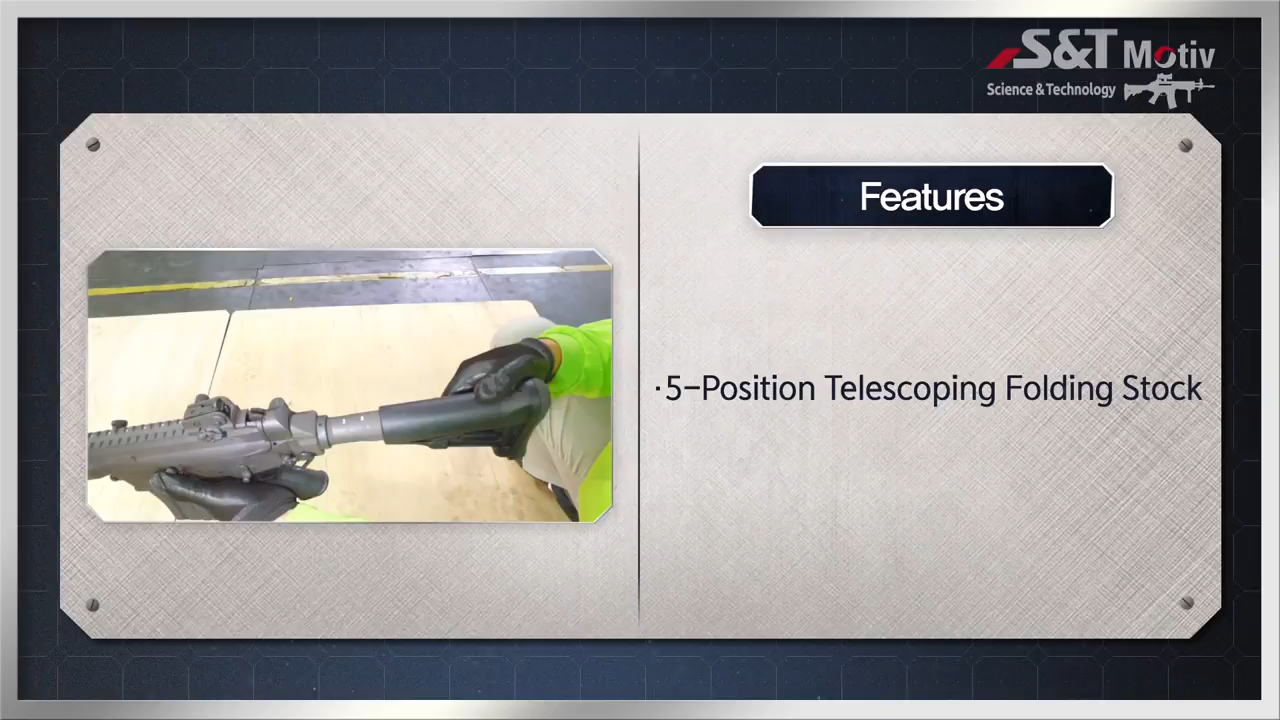 S&T Motiv
Science & Technology
Features
·5-Position Telescoping Folding Stock